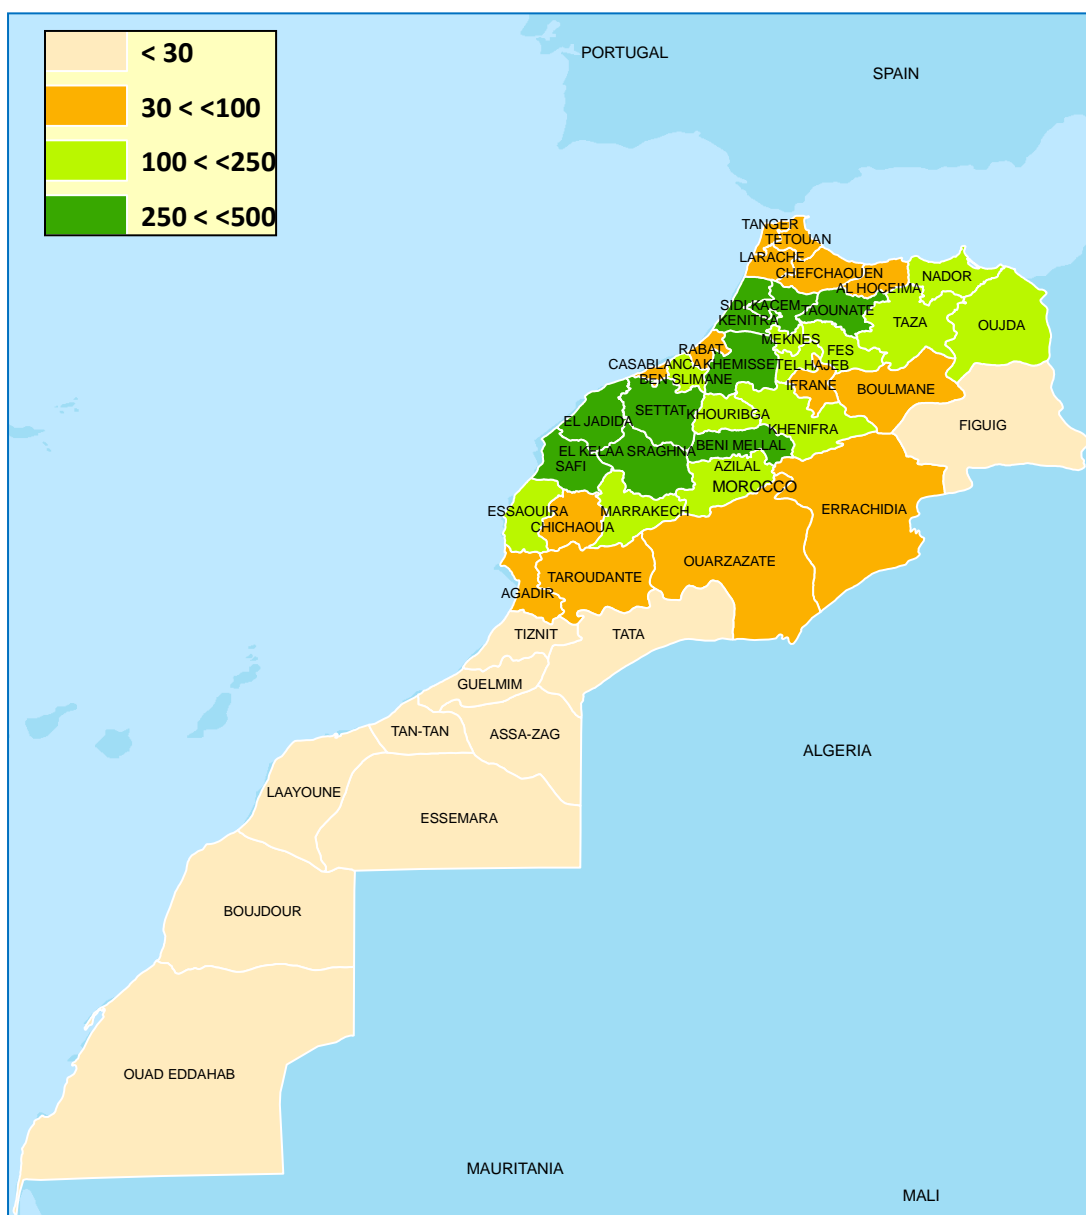 < 30
30 < <100
100 < <250
250 < <500
PORTUGAL
SPAIN
TANGER
TETOUAN
LARACHE
CHEFCHAOUEN
AL HOCEIMA
NADOR
SIDI KACEM
TAOUNATE
KENITRA
TAZA
OUJDA
MEKNES
RABAT
FES
CASABLANCA
KHEMISSET
EL HAJEB
BEN SLIMANE
IFRANE
BOULMANE
SETTAT
KHOURIBGA
EL JADIDA
KHENIFRA
FIGUIG
EL KELAA SRAGHNA
BENI MELLAL
SAFI
AZILAL
MOROCCO
ESSAOUIRA
MARRAKECH
ERRACHIDIA
CHICHAOUA
OUARZAZATE
TAROUDANTE
AGADIR
TIZNIT
TATA
GUELMIM
TAN-TAN
ASSA-ZAG
ALGERIA
LAAYOUNE
ESSEMARA
BOUJDOUR
OUAD EDDAHAB
MAURITANIA
MALI